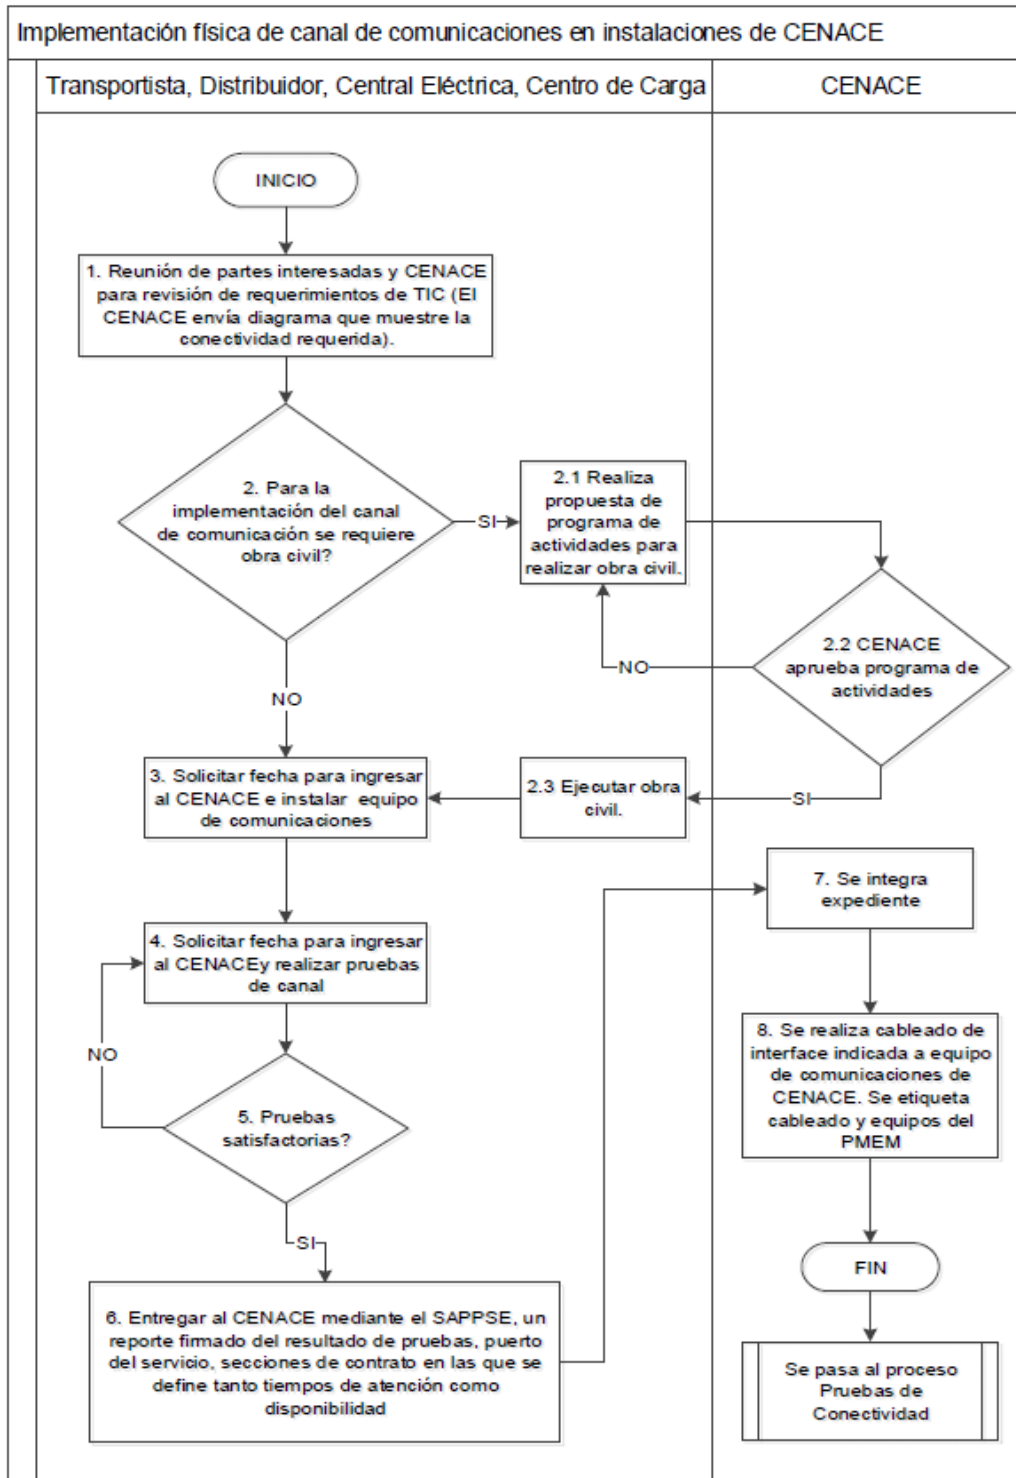 Implementación física de canal de comunicaciones en instalaciones de CENACE
Transportista, Distribuidor, Central Eléctrica, Centro de Carga
CENACE
INICIO
1. Reunión de partes interesadas y CENACE
para revisión de requerimientos de TIC (El
CENACE envía diagrama que muestre la
conectividad requerida).
2. Para la
implementación del canal
de comunicación se requiere
obra civil?
SI
2.1 Realiza
propuesta de
programa de
actividades para
realizar obra civil.
2.2 CENACE
aprueba programa de
actividades
NO
NO
SI
2.3 Ejecutar obra
civil.
3. Solicitar fecha para ingresar
al CENACE e instalar equipo
de comunicaciones
4. Solicitar fecha para ingresar
al CENACEy realizar pruebas
de canal
NO
5. Pruebas
satisfactorias?
SI
6. Entregar al CENACE mediante el SAPPSE, un
reporte firmado del resultado de pruebas, puerto
del servicio, secciones de contrato en las que se
define tanto tiempos de atención como
disponibilidad
7. Se integra
expediente
8. Se realiza cableado de
interface indicada a equipo
de comunicaciones de
CENACE. Se etiqueta
cableado y equipos del
PMEM
FIN
Se pasa al proceso
Pruebas de
Conectividad